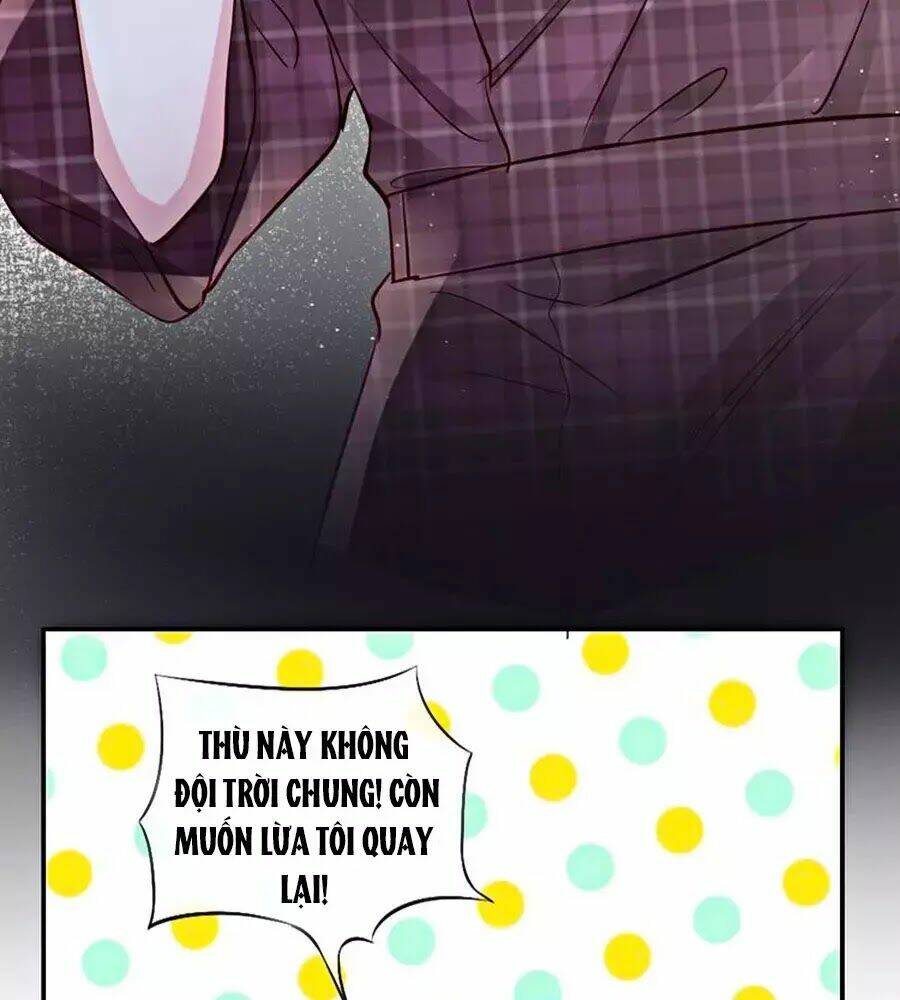 THÙ NÀY KHÔNG
ĐỘI TRỜI CHUNG! CÒN
MUỐN LỪA TÔI QUAY
LẠI!